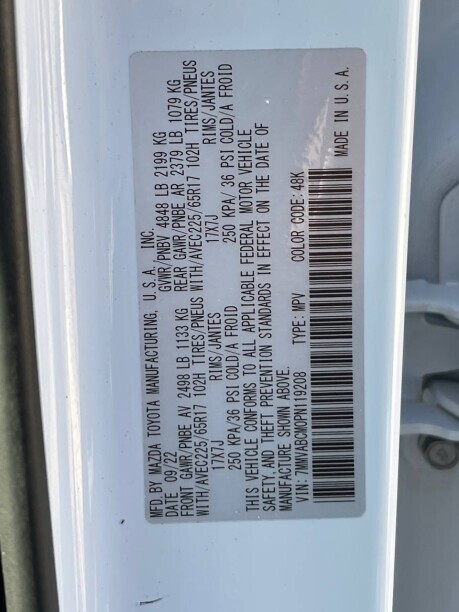 MFD.BY MAZDA TOYOTA MANUFACTURING, U.S.A. INC.
DATE 09/22 GVWR/PNBV 4848 LB 2199 KG
FRONT GAWR/PNBE AV 2498 LB 1133 KG REAR GAWR/PNBE AR 2379 LB 1079 KG
WITH/AVEC225/65R17 102H TIRES/PNEUS WITH/AVEC225/65R17 102H TIRES/PNEUS
17X7J RIMS/JANTES 17X7J RIMS/JANTES
250 KPA/36 PSI COLD/A FROID 250 KPA/ 36 PSI COLD/A FROID
THIS VEHICLE CONFORMS TO ALL APPLICABLE FEDERAL MOTOR VEHICLE
SAFETY AND THEFT PREVENTION STANDARDS IN EFFECT ON THE DATE OF
MANUFACTURE SHOWN ABOVE.
VIN: 7MMVABCM0PN119208 TYPE: MPV COLOR CODE: 48K
MADE IN U.S.A.